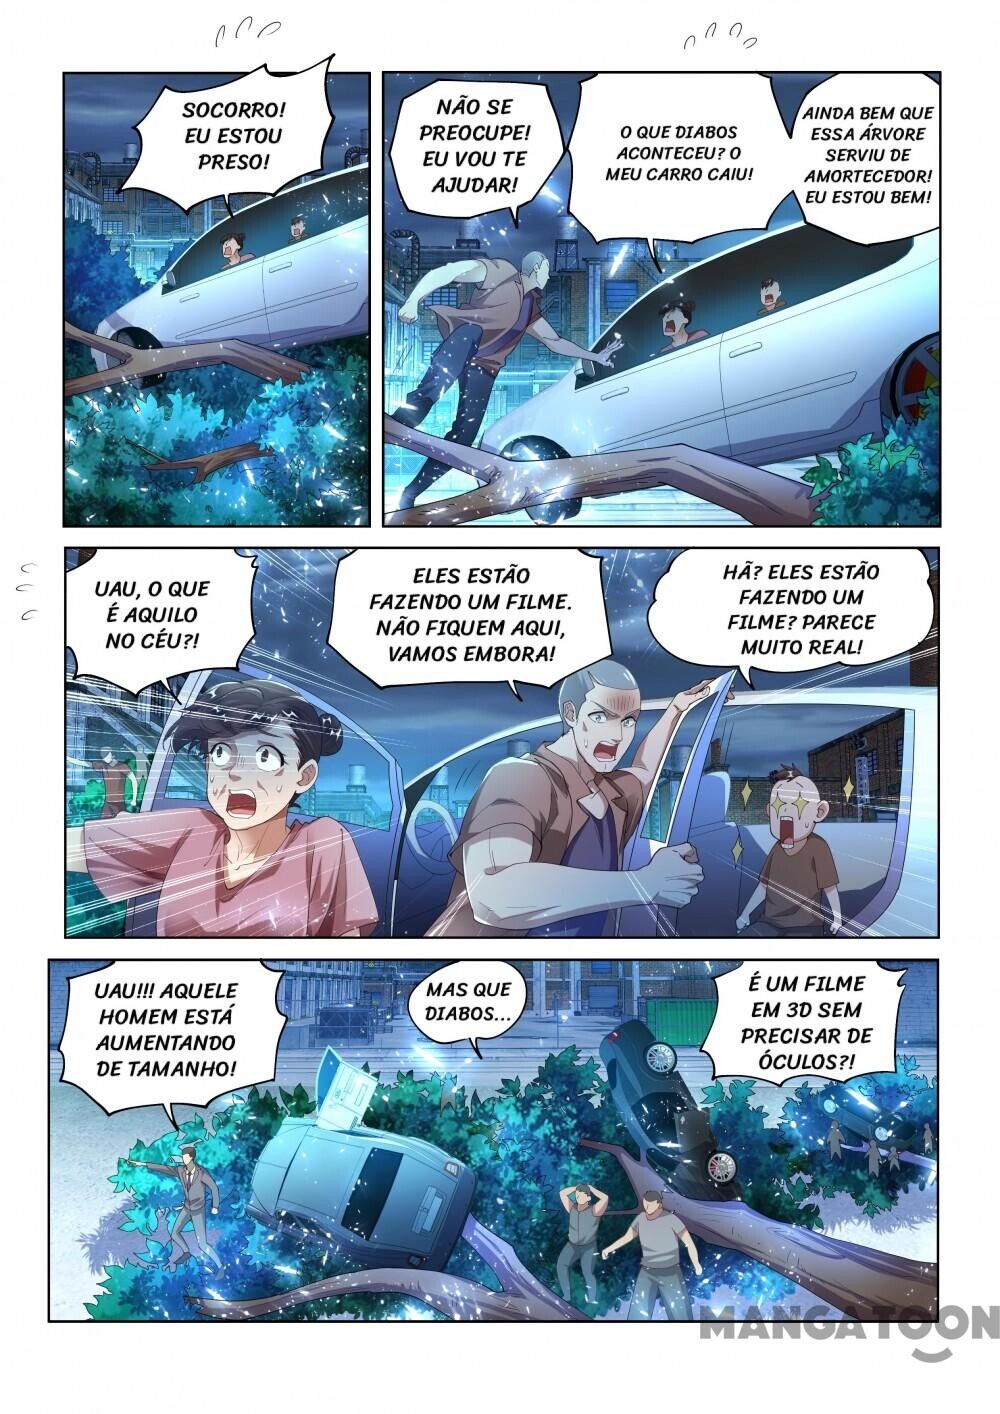 SOCORRO!
EU ESTOU
PRESO!
NÃO SE
PREOCUPE!
EU VOU TE
AJUDAR!
O QUE DIABOS
ACONTECEU? O
MEU CARRO CAIU!
AINDA BEM QUE
ESSA ÁRVORE
SERVIU DE
AMORTECEDOR!
EU ESTOU BEM!
UAU, O QUE
É AQUILO
NO CÉU?!
ELES ESTÃO
FAZENDO UM FILME.
NÃO FIQUEM AQUI,
VAMOS EMBORA!
HÃ? ELES ESTÃO
FAZENDO UM
FILME? PARECE
MUITO REAL!
UAU!!! AQUELE
HOMEM ESTÁ
AUMENTANDO
DE TAMANHO!
MAS QUE
DIABOS...
É UM FILME
EM 3D SEM
PRECISAR DE
ÓCULOS?!
MANGATOON